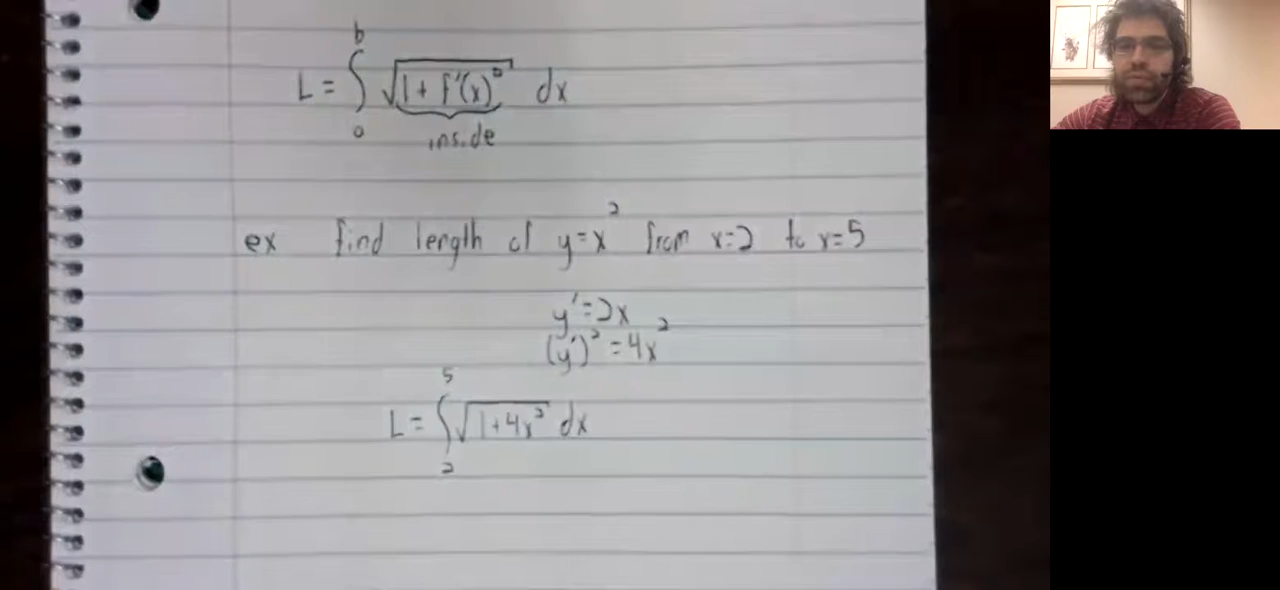 L = ∫ₐᵇ √(1 + f'(x)²) dx
inside
ex find length of y=x² from x=2 to x=5
y'=2x
(y')²=4x²
L = ∫₂⁵ √(1+4x²) dx